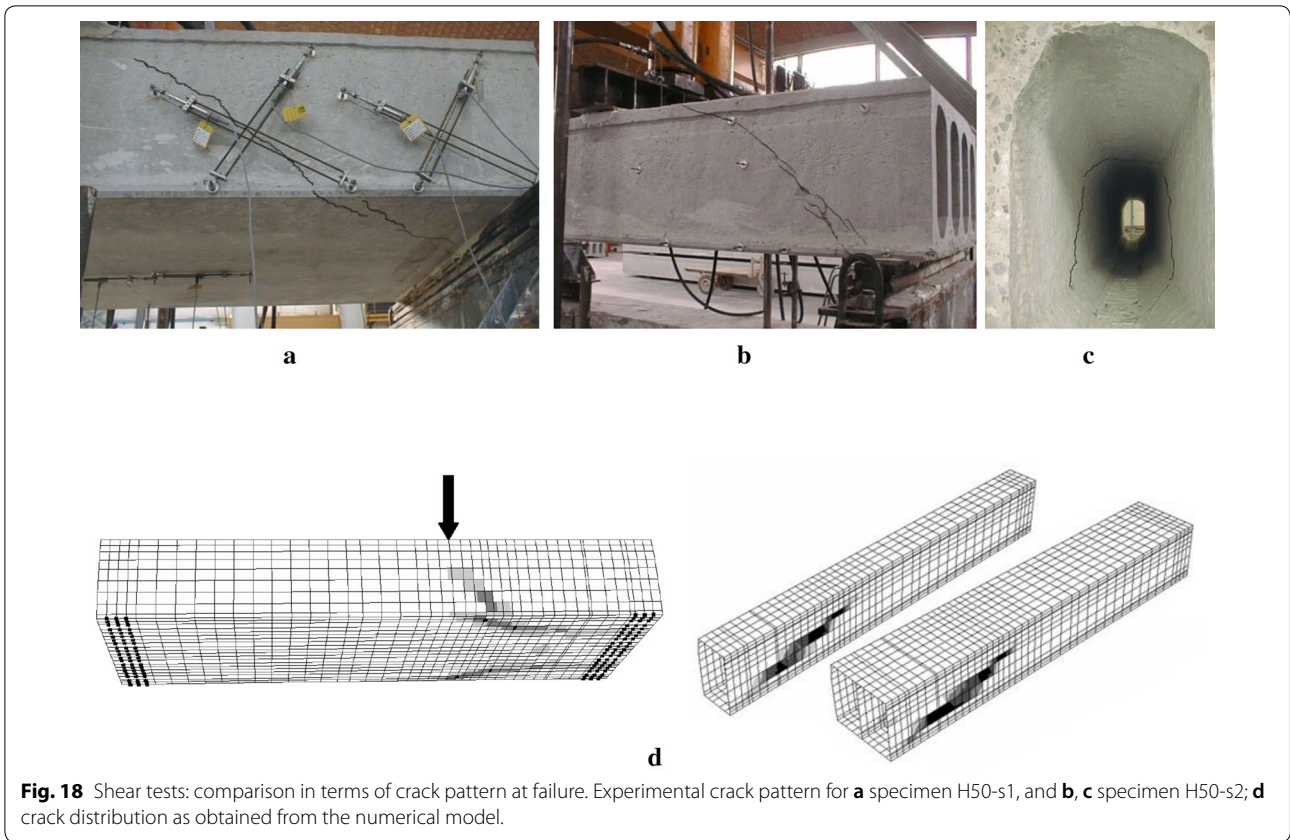 a
b
c
d
Fig. 18 Shear tests: comparison in terms of crack pattern at failure. Experimental crack pattern for a specimen H50-s1, and b, c specimen H50-s2; d
crack distribution as obtained from the numerical model.